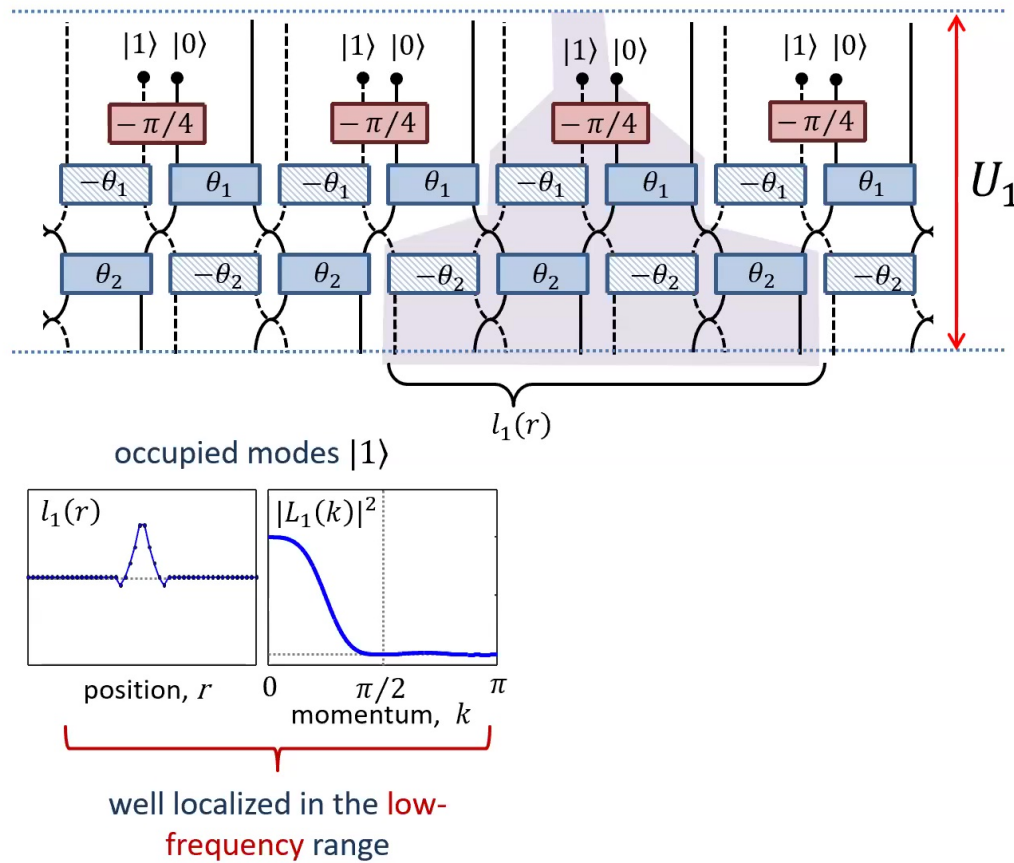 |1⟩ |0⟩ |1⟩ |0⟩ |1⟩ |0⟩ |1⟩ |0⟩
−π/4 −π/4 −π/4 −π/4
−θ₁ θ₁ −θ₁ θ₁ −θ₁ θ₁ −θ₁ θ₁
U₁
θ₂ −θ₂ θ₂ −θ₂ θ₂ −θ₂ θ₂ −θ₂
l₁(r)
occupied modes |1⟩
l₁(r) |L₁(k)|²
0 π/2 π
position, r momentum, k
well localized in the low-
frequency range